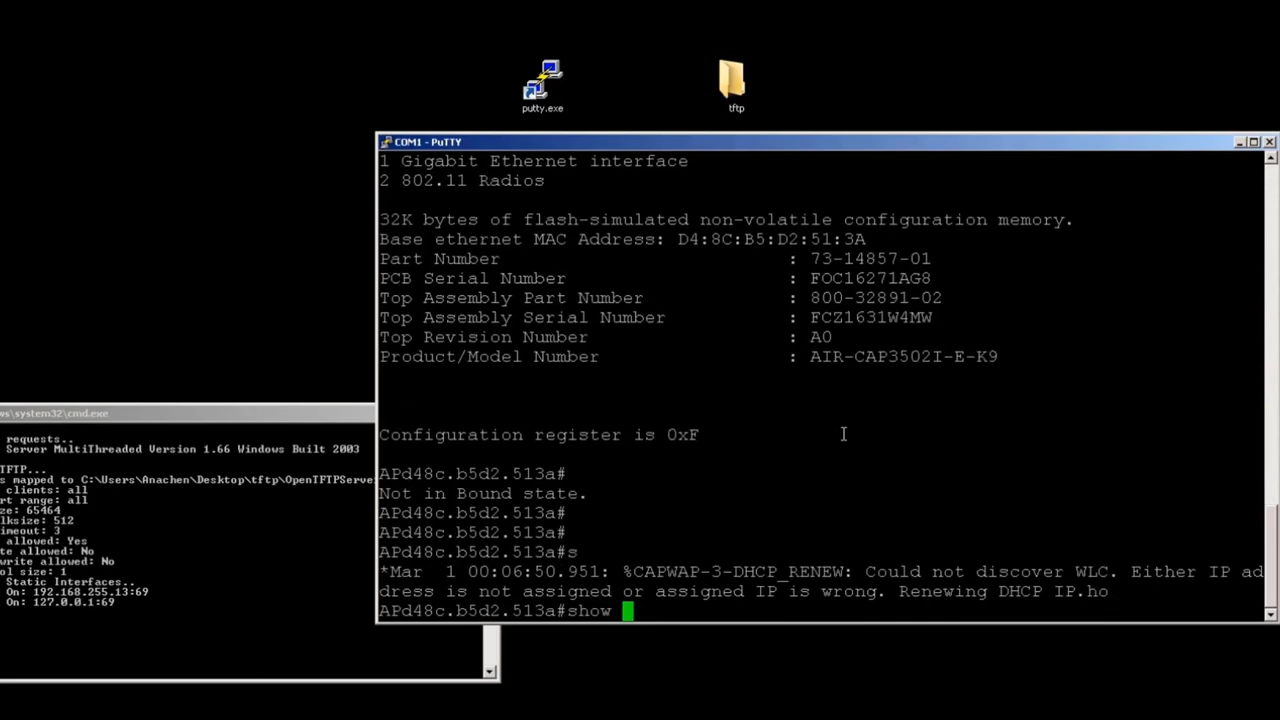 putty.exe
tftp
COM1 - PuTTY
1 Gigabit Ethernet interface
2 802.11 Radios
32K bytes of flash-simulated non-volatile configuration memory.
Base ethernet MAC Address: D4:8C:B5:D2:51:3A
Part Number : 73-14857-01
PCB Serial Number : FOC16271AG8
Top Assembly Part Number : 800-32891-02
Top Assembly Serial Number : FCZ1631W4MW
Top Revision Number : A0
Product/Model Number : AIR-CAP3502I-E-K9
Configuration register is 0xF
APd48c.b5d2.513a#
Not in Bound state.
APd48c.b5d2.513a#
APd48c.b5d2.513a#
APd48c.b5d2.513a#s
*Mar 1 00:06:50.951: %CAPWAP-3-DHCP_RENEW: Could not discover WLC. Either IP ad
dress is not assigned or assigned IP is wrong. Renewing DHCP IP.ho
APd48c.b5d2.513a#show
ws\system32\cmd.exe
requests..
Server MultiThreaded Version 1.66 Windows Built 2003
TFTP...
s mapped to C:\Users\Anachen\Desktop\tftp\OpenTFTPServer
clients: all
rt range: all
ze: 65464
lksize: 512
imeout: 3
allowed: Yes
te allowed: No
write allowed: No
ol size: 1
Static Interfaces..
On: 192.168.255.13:69
On: 127.0.0.1:69